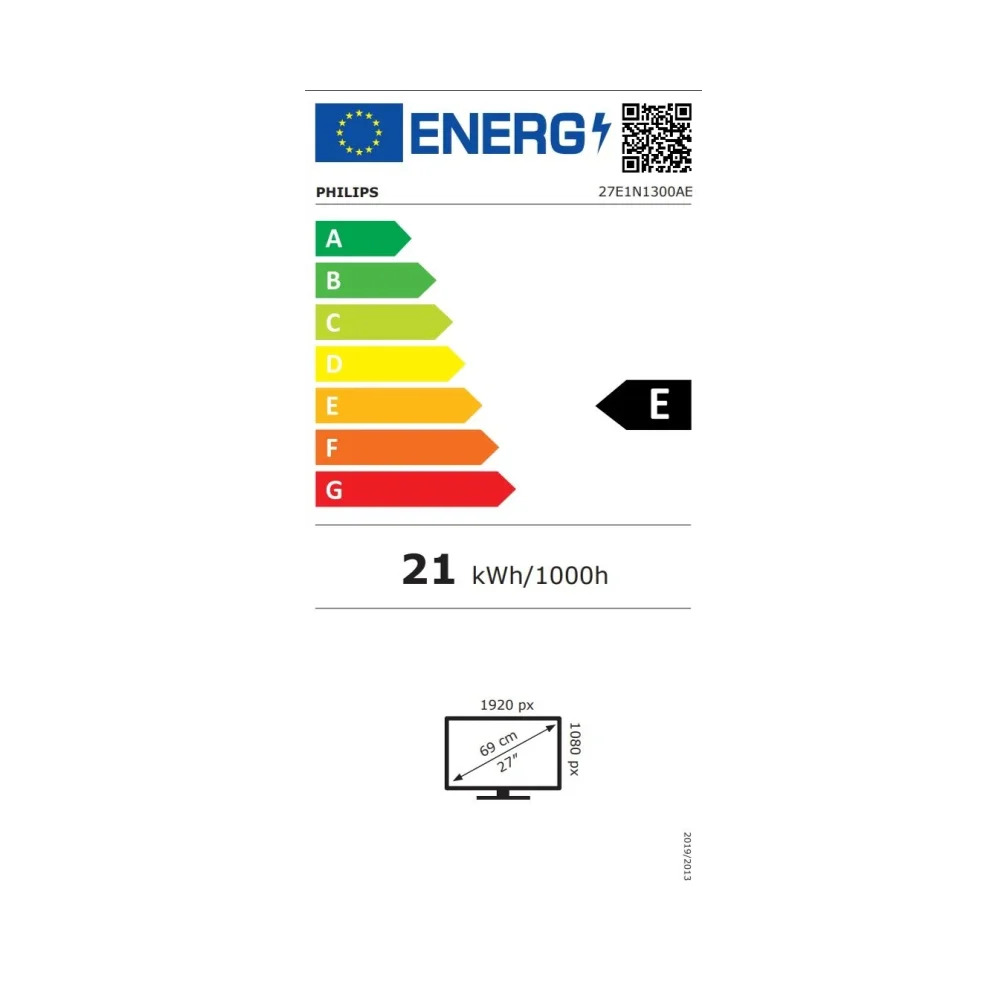 ENERG
PHILIPS 27E1N1300AE
A
B
C
D
E
E
F
G
21 kWh/1000h
1920 px
1080 px
69 cm
27"
2019/2013